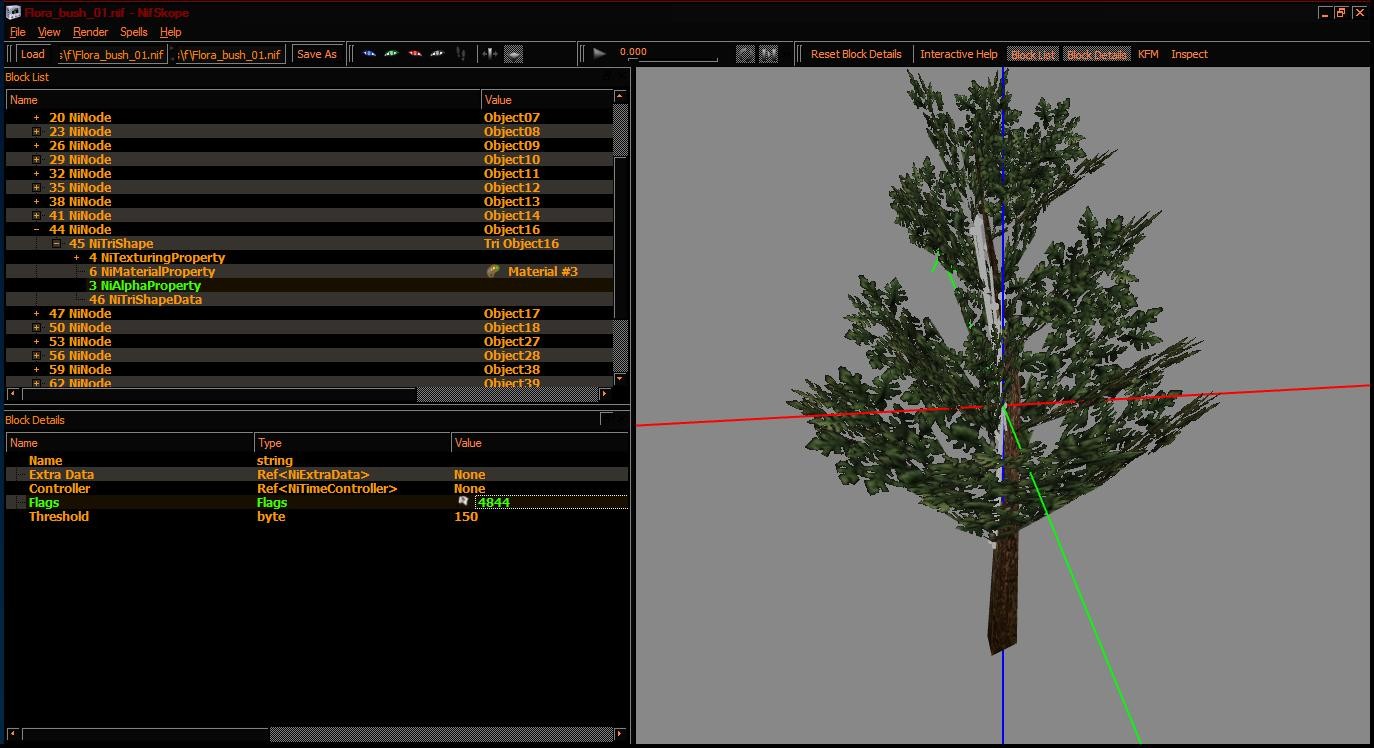 Flora_bush_01.nif - NifSkope
File View Render Spells Help
Load :\f\Flora_bush_01.nif :\f\Flora_bush_01.nif Save As 0.000 Reset Block Details Interactive Help Block List Block Details KFM Inspect
Block List
Name Value
20 NiNode Object07
23 NiNode Object08
26 NiNode Object09
29 NiNode Object10
32 NiNode Object11
35 NiNode Object12
38 NiNode Object13
41 NiNode Object14
44 NiNode Object16
45 NiTriShape Tri Object16
4 NiTexturingProperty
6 NiMaterialProperty Material #3
3 NiAlphaProperty
46 NiTriShapeData
47 NiNode Object17
50 NiNode Object18
53 NiNode Object27
56 NiNode Object28
59 NiNode Object38
62 NiNode Object39
Block Details
Name Type Value
Name string
Extra Data Ref<NiExtraData> None
Controller Ref<NiTimeController> None
Flags Flags 4844
Threshold byte 150